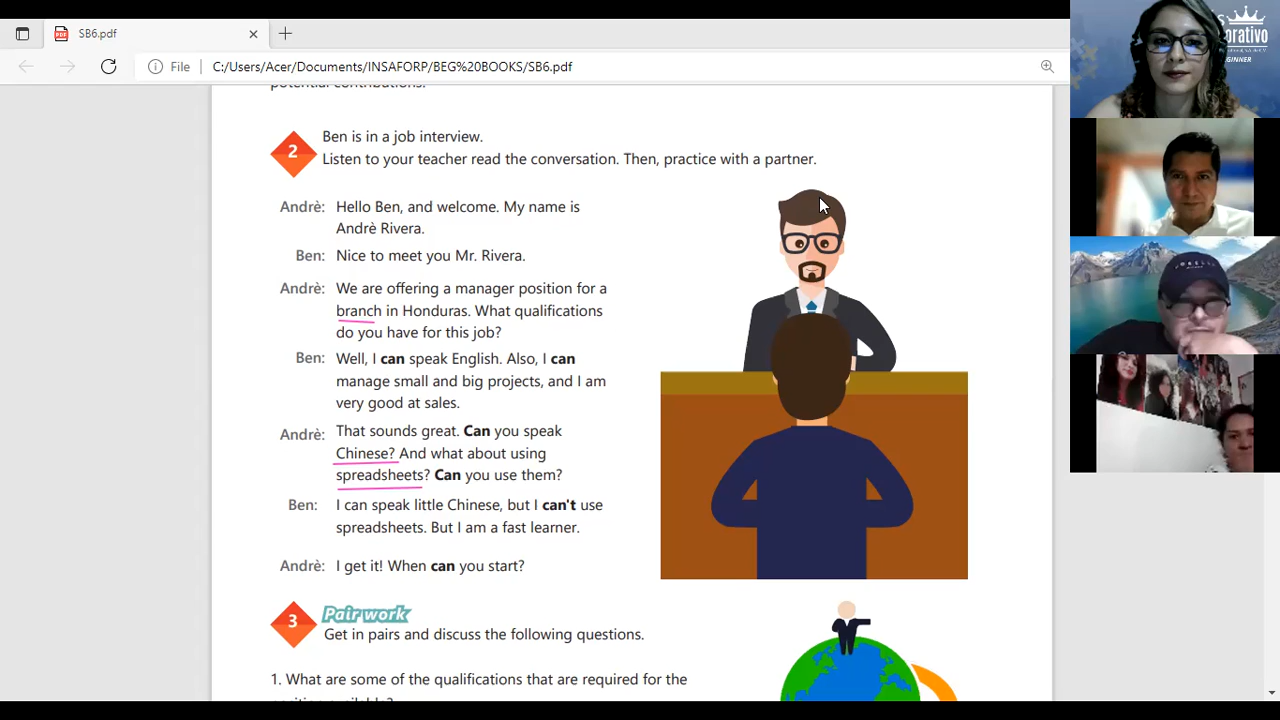 SB6.pdf
File C:/Users/Acer/Documents/INSAFORP/BEG%20BOOKS/SB6.pdf
potential contributions.
2
Ben is in a job interview.
Listen to your teacher read the conversation. Then, practice with a partner.
Andrè: Hello Ben, and welcome. My name is
Andrè Rivera.
Ben: Nice to meet you Mr. Rivera.
Andrè: We are offering a manager position for a
branch in Honduras. What qualifications
do you have for this job?
Ben: Well, I can speak English. Also, I can
manage small and big projects, and I am
very good at sales.
Andrè: That sounds great. Can you speak
Chinese? And what about using
spreadsheets? Can you use them?
Ben: I can speak little Chinese, but I can't use
spreadsheets. But I am a fast learner.
Andrè: I get it! When can you start?
3
Pair work
Get in pairs and discuss the following questions.
1. What are some of the qualifications that are required for the
orativo